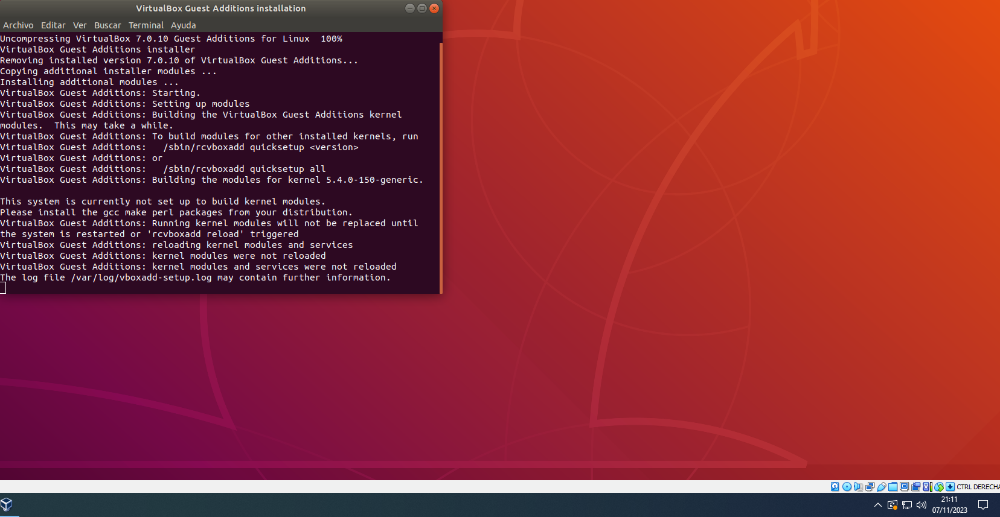 VirtualBox Guest Additions installation
Archivo Editar Ver Buscar Terminal Ayuda
Uncompressing VirtualBox 7.0.10 Guest Additions for Linux  100%
VirtualBox Guest Additions installer
Removing installed version 7.0.10 of VirtualBox Guest Additions...
Copying additional installer modules ...
Installing additional modules ...
VirtualBox Guest Additions: Starting.
VirtualBox Guest Additions: Setting up modules
VirtualBox Guest Additions: Building the VirtualBox Guest Additions kernel
modules.  This may take a while.
VirtualBox Guest Additions: To build modules for other installed kernels, run
VirtualBox Guest Additions:   /sbin/rcvboxadd quicksetup <version>
VirtualBox Guest Additions: or
VirtualBox Guest Additions:   /sbin/rcvboxadd quicksetup all
VirtualBox Guest Additions: Building the modules for kernel 5.4.0-150-generic.
This system is currently not set up to build kernel modules.
Please install the gcc make perl packages from your distribution.
VirtualBox Guest Additions: Running kernel modules will not be replaced until
the system is restarted or 'rcvboxadd reload' triggered
VirtualBox Guest Additions: reloading kernel modules and services
VirtualBox Guest Additions: kernel modules were not reloaded
VirtualBox Guest Additions: kernel modules and services were not reloaded
The log file /var/log/vboxadd-setup.log may contain further information.
CTRL DERECHA
21:11
07/11/2023